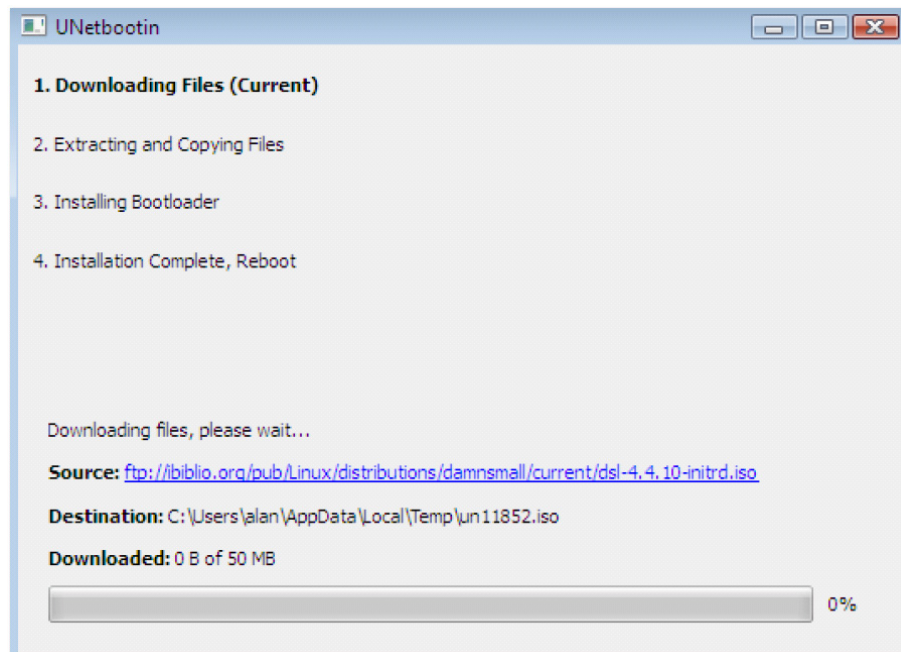 UNetbootin
1. Downloading Files (Current)
2. Extracting and Copying Files
3. Installing Bootloader
4. Installation Complete, Reboot
Downloading files, please wait...
Source: ftp://ibiblio.org/pub/Linux/distributions/damnsmall/current/dsl-4.4.10-initrd.iso
Destination: C:\Users\alan\AppData\Local\Temp\un11852.iso
Downloaded: 0 B of 50 MB
0%